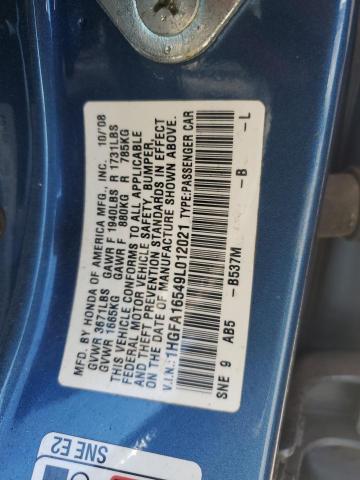 MFD. BY HONDA OF AMERICA MFG., INC. 10/'08
GVWR 3671LBS GAWR F 1940LBS R 1731LBS
GVWR 1665KG GAWR F 880KG R 785KG
THIS VEHICLE CONFORMS TO ALL APPLICABLE
FEDERAL MOTOR VEHICLE SAFETY, BUMPER,
AND THEFT PREVENTION STANDARDS IN EFFECT
ON THE DATE OF MANUFACTURE SHOWN ABOVE.
V.I.N.:1HGFA16549L012021 TYPE:PASSENGER CAR
SNE 9 AB5 -B537M -B -L
SNE E2